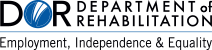 DOR DEPARTMENT of
REHABILITATION
Employment, Independence & Equality